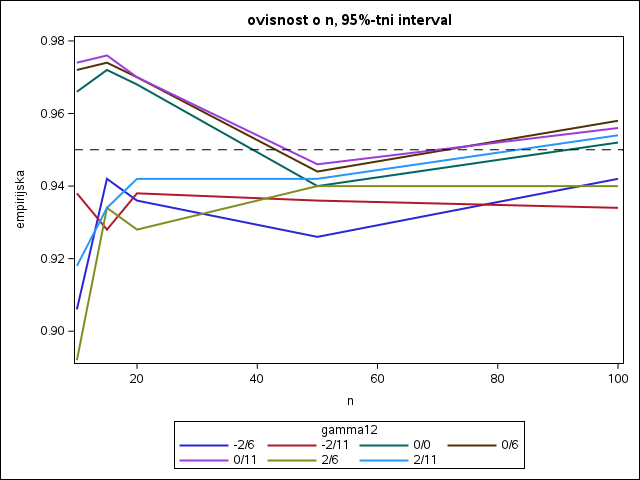 ovisnost o n, 95%-tni interval
0.98
0.96
0.94
0.92
0.90
empirijska
20 40 60 80 100
n
gamma12
-2/6 -2/11 0/0 0/6
0/11 2/6 2/11